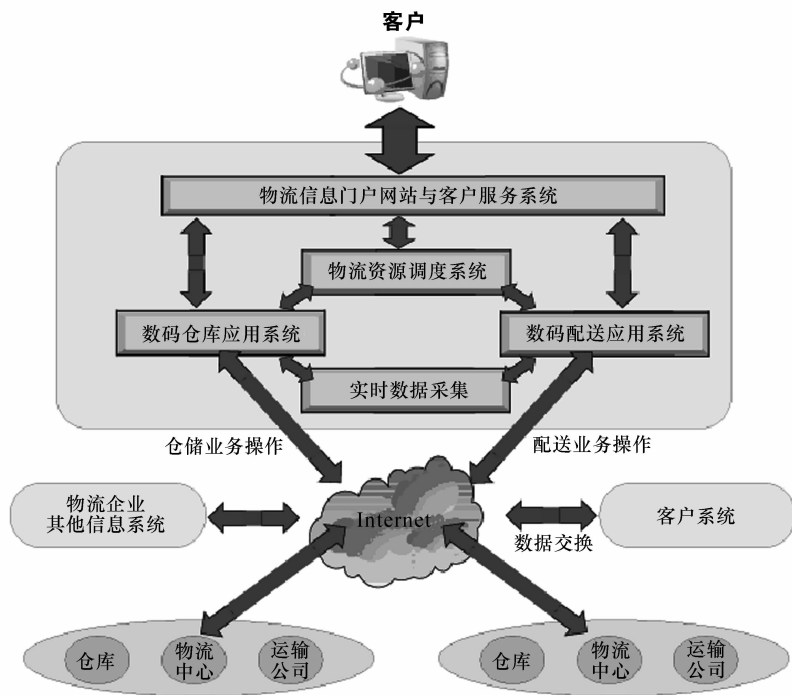 客户
物流信息门户网站与客户服务系统
物流资源调度系统
数码仓库应用系统
数码配送应用系统
实时数据采集
仓储业务操作
配送业务操作
物流企业
其他信息系统
Internet
客户系统
数据交换
仓库
物流
中心
运输
公司
仓库
物流
中心
运输
公司